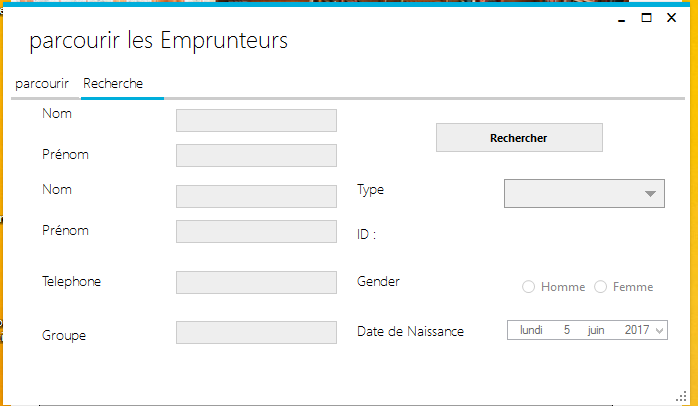 parcourir les Emprunteurs
parcourir Recherche
Nom
Rechercher
Prénom
Nom
Type
Prénom
ID :
Telephone
Gender
Homme Femme
Groupe
Date de Naissance
lundi 5 juin 2017